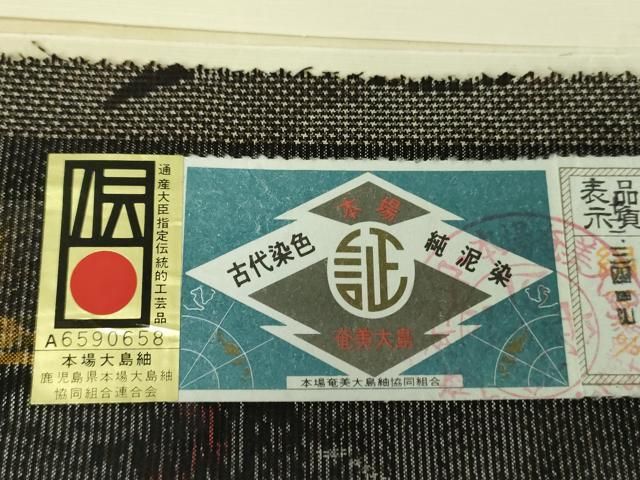 伝
通産大臣指定伝統的工芸品
A6590658
本場大島紬
鹿児島県本場大島紬
協同組合連合会
本場
古代染色
証
純泥染
奄美大島
本場奄美大島紬協同組合
品質
表示